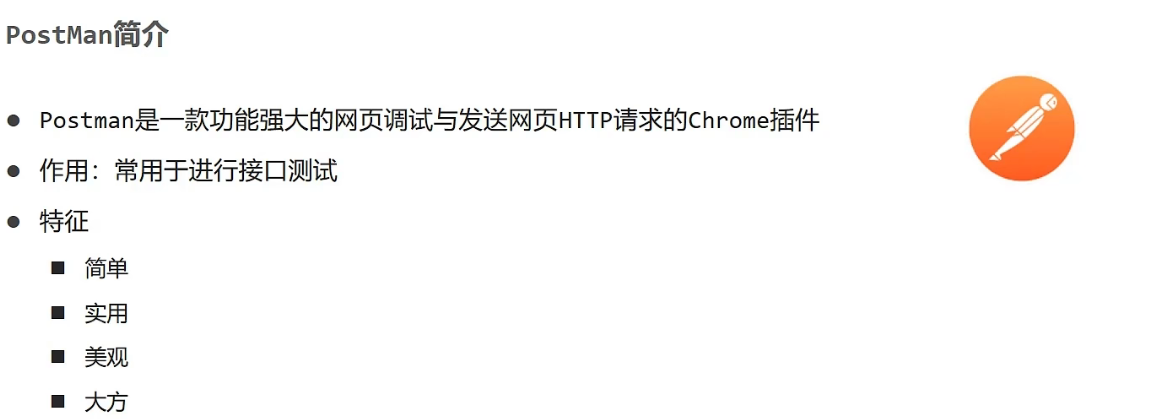 PostMan简介
Postman是一款功能强大的网页调试与发送网页HTTP请求的Chrome插件
作用：常用于进行接口测试
特征
简单
实用
美观
大方